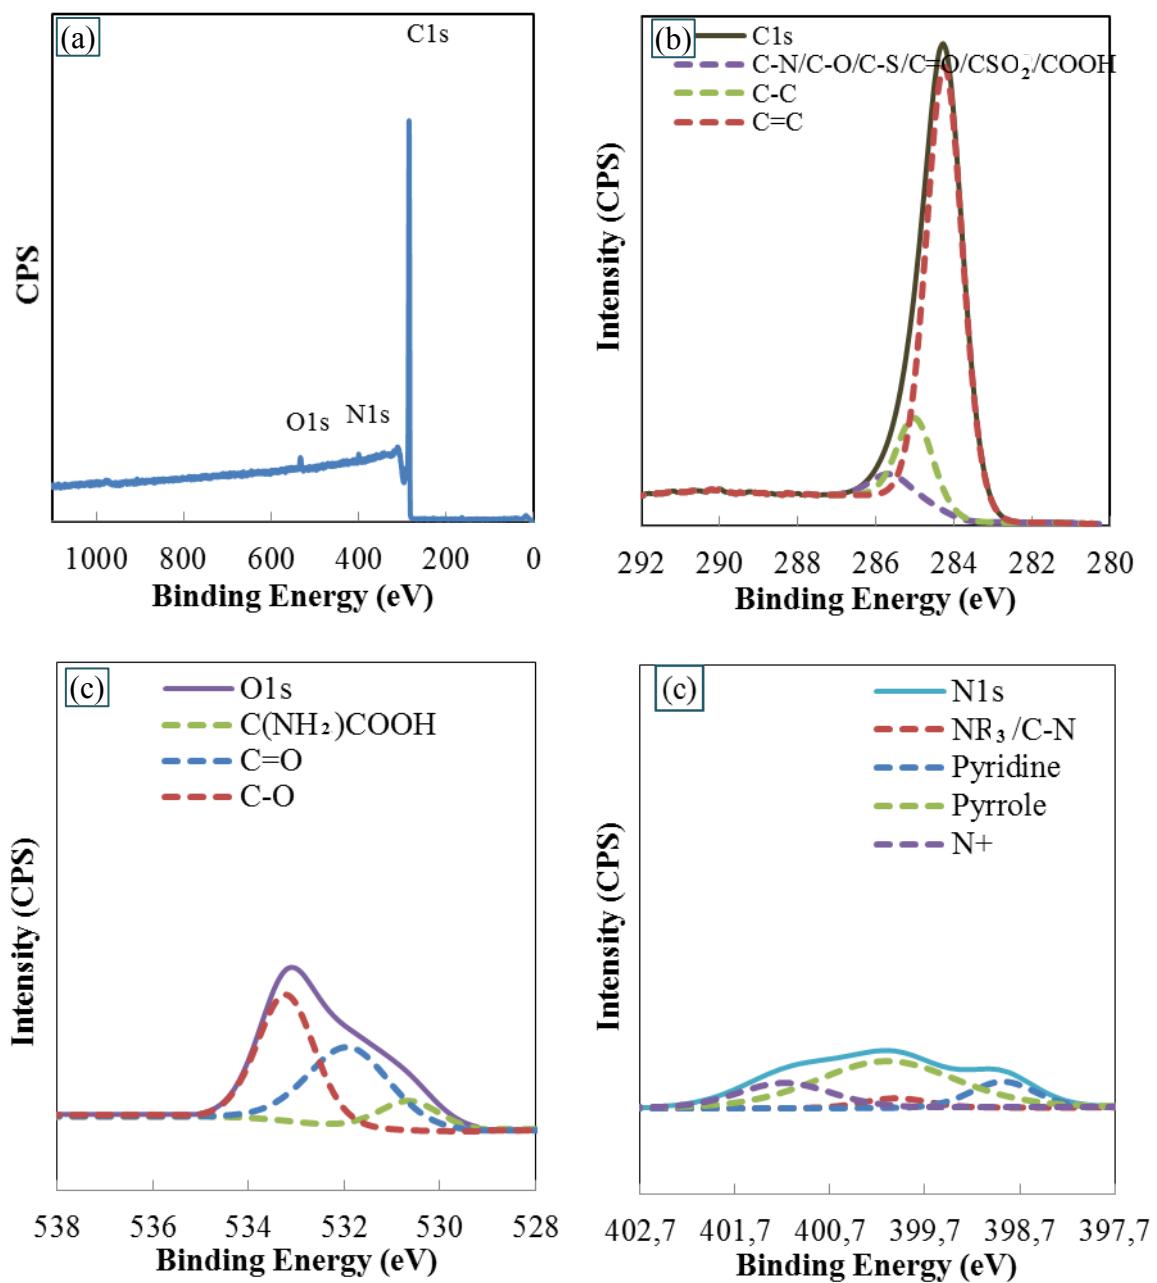 (a)
C1s
CPS
O1s
N1s
1000 800 600 400 200 0
Binding Energy (eV)
(b)
C1s
C-N/C-O/C-S/C=O/CSO₂/COOH
C-C
C=C
Intensity (CPS)
292 290 288 286 284 282 280
Binding Energy (eV)
(c)
O1s
C(NH₂)COOH
C=O
C-O
Intensity (CPS)
538 536 534 532 530 528
Binding Energy (eV)
(c)
N1s
NR₃/C-N
Pyridine
Pyrrole
N+
Intensity (CPS)
402,7 401,7 400,7 399,7 398,7 397,7
Binding Energy (eV)